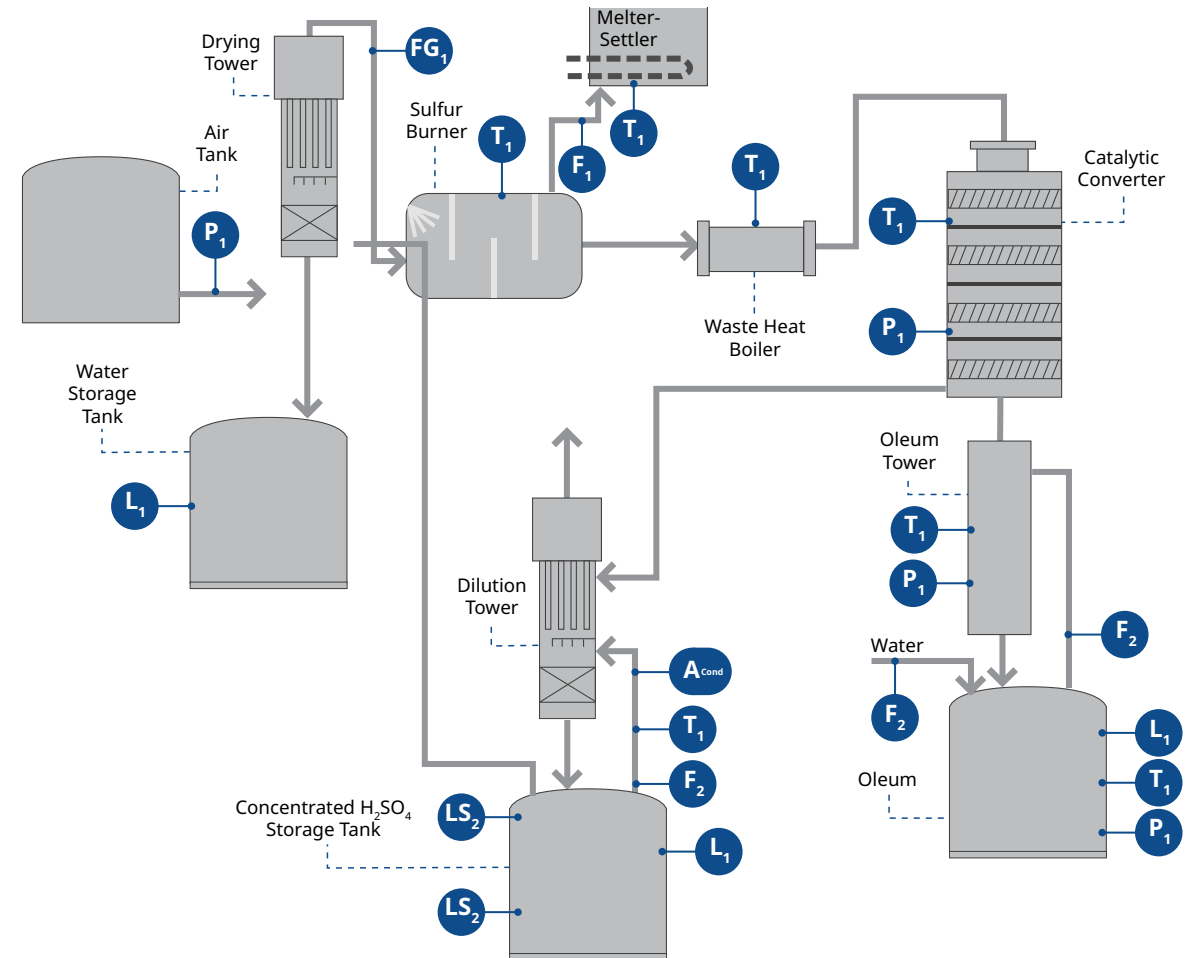 Melter-
Settler
Drying
Tower
FG1
Sulfur
Burner
T1
T1
F1
Air
Tank
T1
Catalytic
Converter
P1
T1
Waste Heat
Boiler
P1
Water
Storage
Tank
L1
Oleum
Tower
T1
P1
Dilution
Tower
Water
F2
ACond
F2
T1
L1
F2
Oleum
T1
Concentrated H2SO4
Storage Tank
LS2
P1
L1
LS2